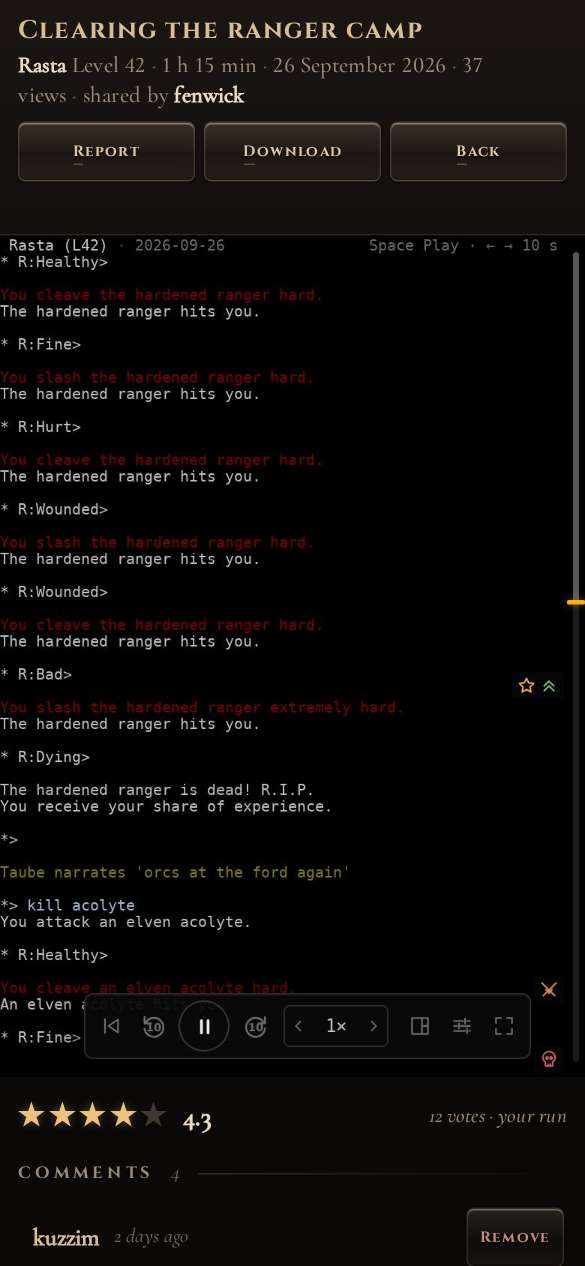 Clearing the ranger camp
Rasta Level 42 · 1 h 15 min · 26 September 2026 · 37
views · shared by fenwick
Report Download Back
Rasta (L42) · 2026-09-26 Space Play · ← → 10 s
* R:Healthy>
You cleave the hardened ranger hard.
The hardened ranger hits you.
* R:Fine>
You slash the hardened ranger hard.
The hardened ranger hits you.
* R:Hurt>
You cleave the hardened ranger hard.
The hardened ranger hits you.
* R:Wounded>
You slash the hardened ranger hard.
The hardened ranger hits you.
* R:Wounded>
You cleave the hardened ranger hard.
The hardened ranger hits you.
* R:Bad>
You slash the hardened ranger extremely hard.
The hardened ranger hits you.
* R:Dying>
The hardened ranger is dead! R.I.P.
You receive your share of experience.
*>
Taube narrates 'orcs at the ford again'
*> kill acolyte
You attack an elven acolyte.
* R:Healthy>
You cleave an elven acolyte hard.
An elven acolyte hits you.
* R:Fine>
10 10 1×
4.3 12 votes · your run
COMMENTS 4
kuzzim 2 days ago Remove